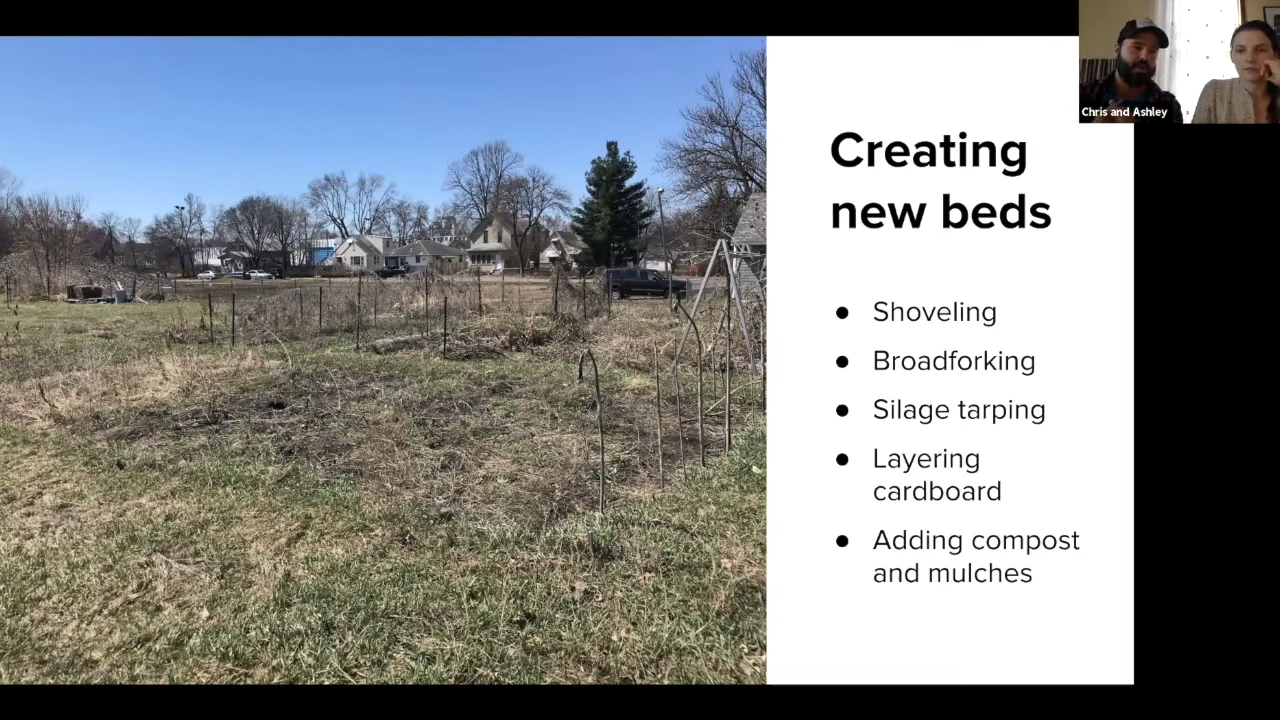 Chris and Ashley
Creating
new beds
● Shoveling
● Broadforking
● Silage tarping
● Layering
cardboard
● Adding compost
and mulches